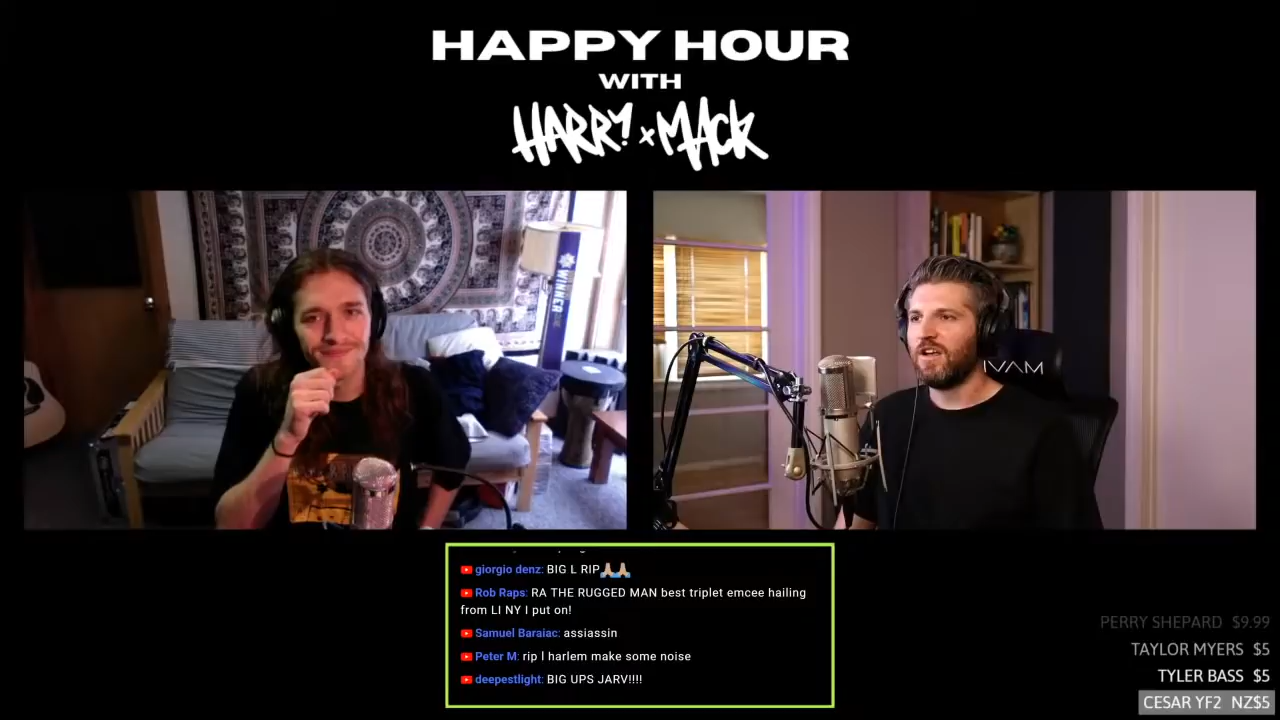 HAPPY HOUR
WITH
HARRY x MACK
WINNER
IVAM
giorgio denz: BIG L RIP🙏🏼🙏🏼
Rob Raps: RA THE RUGGED MAN best triplet emcee hailing
from LI NY I put on!
Samuel Baraiac: assiassin
Peter M: rip l harlem make some noise
deepestlight: BIG UPS JARV!!!!
PERRY SHEPARD $9.99
TAYLOR MYERS $5
TYLER BASS $5
CESAR YF2 NZ$5